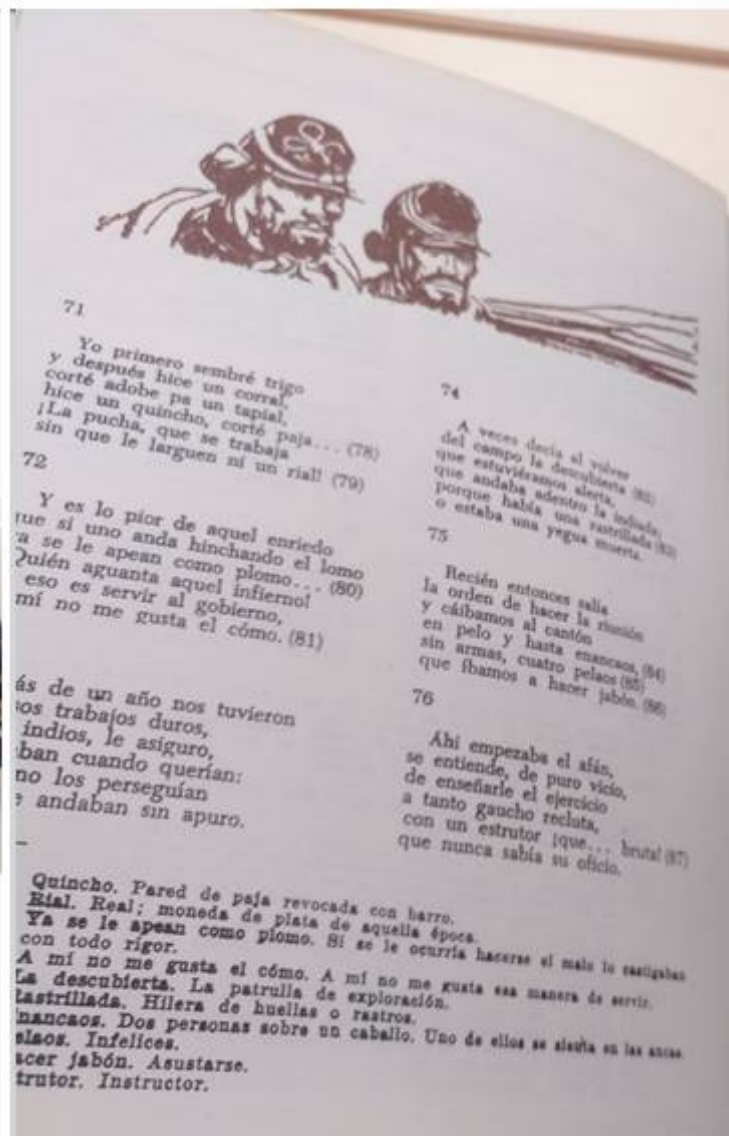 71
Yo primero sembré trigo
y después hice un corral,
corté adobe pa un tapial,
hice un quincho, corté paja... (78)
¡La pucha, que se trabaja
sin que le larguen ni un rial! (79)
72
Y es lo pior de aquel enriedo
que si uno anda hinchando el lomo
ya se le apean como plomo... (80)
¡Quién aguanta aquel infierno!
eso es servir al gobierno,
mí no me gusta el cómo. (81)
ás de un año nos tuvieron
sos trabajos duros,
indios, le asiguro,
ban cuando querían:
no los perseguían
e andaban sin apuro.
74
A veces decía al volver
del campo la descubierta (82)
que estuviéramos alerta,
que andaba adentro la indiada,
porque había una rastrillada (83)
o estaba una yegua muerta.
75
Recién entonces salía
la orden de hacer la riunión
y cáibamos al cantón
en pelo y hasta enancaos, (84)
sin armas, cuatro pelaos (85)
que íbamos a hacer jabón. (86)
76
Ahi empezaba el afán,
se entiende, de puro vicio,
de enseñarle el ejercicio
a tanto gaucho recluta,
con un estrutor ¡que... bruta! (87)
que nunca sabía su oficio.
Quincho. Pared de paja revocada con barro.
Rial. Real; moneda de plata de aquella época.
Ya se le apean como plomo. Si se le ocurría hacerse el malo lo castigaban
con todo rigor.
A mí no me gusta el cómo. A mí no me gusta esa manera de servir.
La descubierta. La patrulla de exploración.
Rastrillada. Hilera de huellas o rastros.
nancaos. Dos personas sobre un caballo. Uno de ellos se sienta en las ancas.
elaos. Infelices.
acer jabón. Asustarse.
trutor. Instructor.